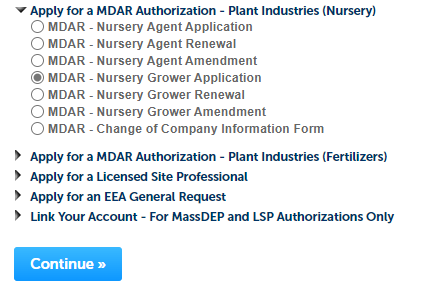 Apply for a MDAR Authorization - Plant Industries (Nursery)
MDAR - Nursery Agent Application
MDAR - Nursery Agent Renewal
MDAR - Nursery Agent Amendment
MDAR - Nursery Grower Application
MDAR - Nursery Grower Renewal
MDAR - Nursery Grower Amendment
MDAR - Change of Company Information Form
Apply for a MDAR Authorization - Plant Industries (Fertilizers)
Apply for a Licensed Site Professional
Apply for an EEA General Request
Link Your Account - For MassDEP and LSP Authorizations Only
Continue »